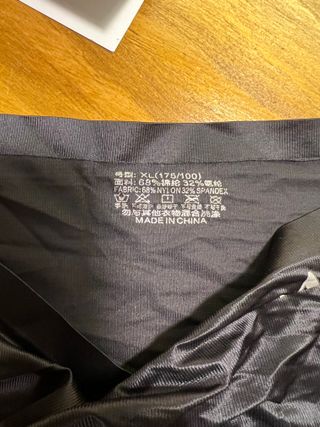 号型: XL(175/100)
面料: 68%锦纶 32%氨纶
FABRIC: 68% NYLON 32% SPANDEX
勿与其他衣物混合洗涤
MADE IN CHINA